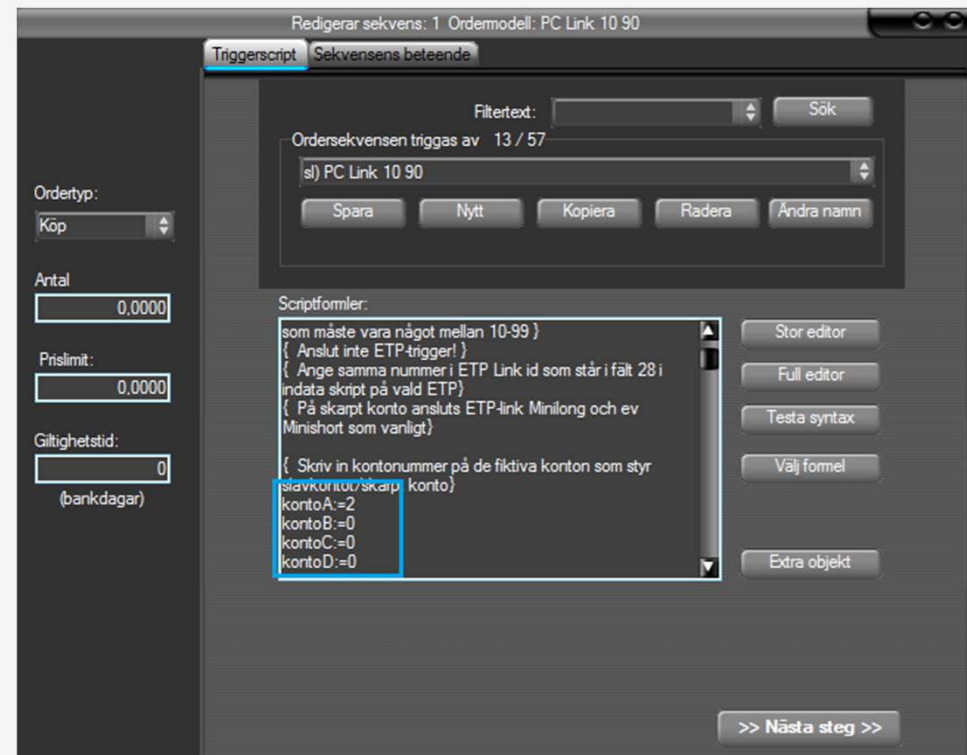 Redigerar sekvens: 1 Ordermodell: PC Link 10 90
Triggerscript Sekvensens beteende
Filtertext: Sök
Ordersekvensen triggas av 13 / 57
sl) PC Link 10 90
Spara Nytt Kopiera Radera Ändra namn
Ordertyp:
Köp
Antal
0,0000
Prislimit:
0,0000
Giltighetstid:
0
(bankdagar)
Scriptformler:
som måste vara något mellan 10-99 }
{ Anslut inte ETP-trigger! }
{ Ange samma nummer i ETP Link id som står i fält 28 i
indata skript på vald ETP}
{ På skarpt konto ansluts ETP-link Minilong och ev
Minishort som vanligt}
{ Skriv in kontonummer på de fiktiva konton som styr
slavkontot/skarpt konto}
kontoA:=2
kontoB:=0
kontoC:=0
kontoD:=0
Stor editor
Full editor
Testa syntax
Välj formel
Extra objekt
>> Nästa steg >>